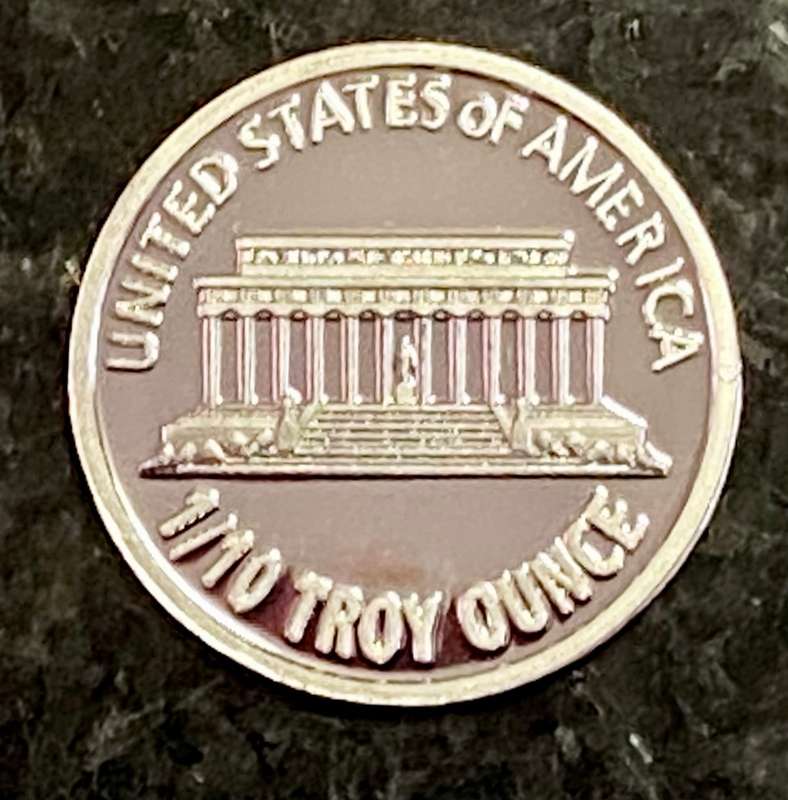 UNITED STATES OF AMERICA
1/10 TROY OUNCE